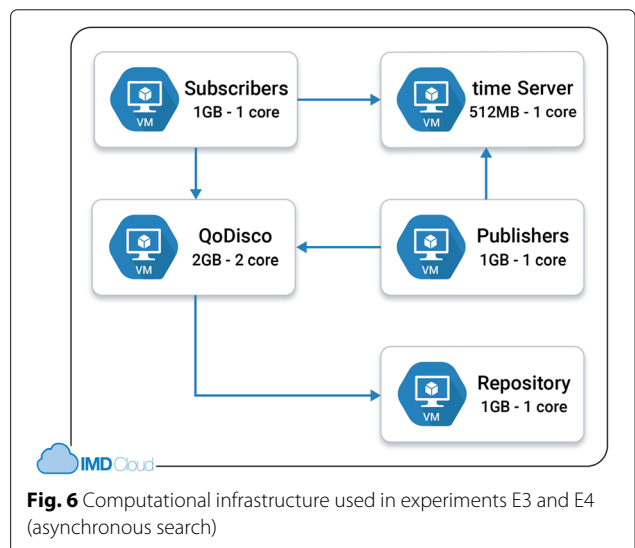 Subscribers
1GB - 1 core
VM
time Server
512MB - 1 core
VM
QoDisco
2GB - 2 core
VM
Publishers
1GB - 1 core
VM
Repository
1GB - 1 core
VM
IMD Cloud
Fig. 6 Computational infrastructure used in experiments E3 and E4
(asynchronous search)